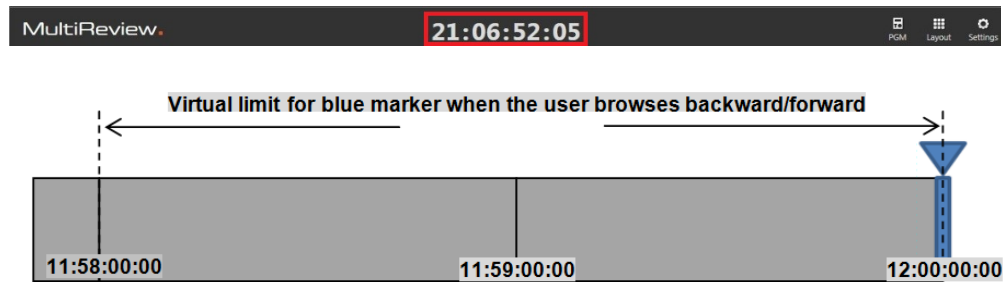 MultiReview.
21:06:52:05
PGM
Layout
Settings
Virtual limit for blue marker when the user browses backward/forward
11:58:00:00
11:59:00:00
12:00:00:00